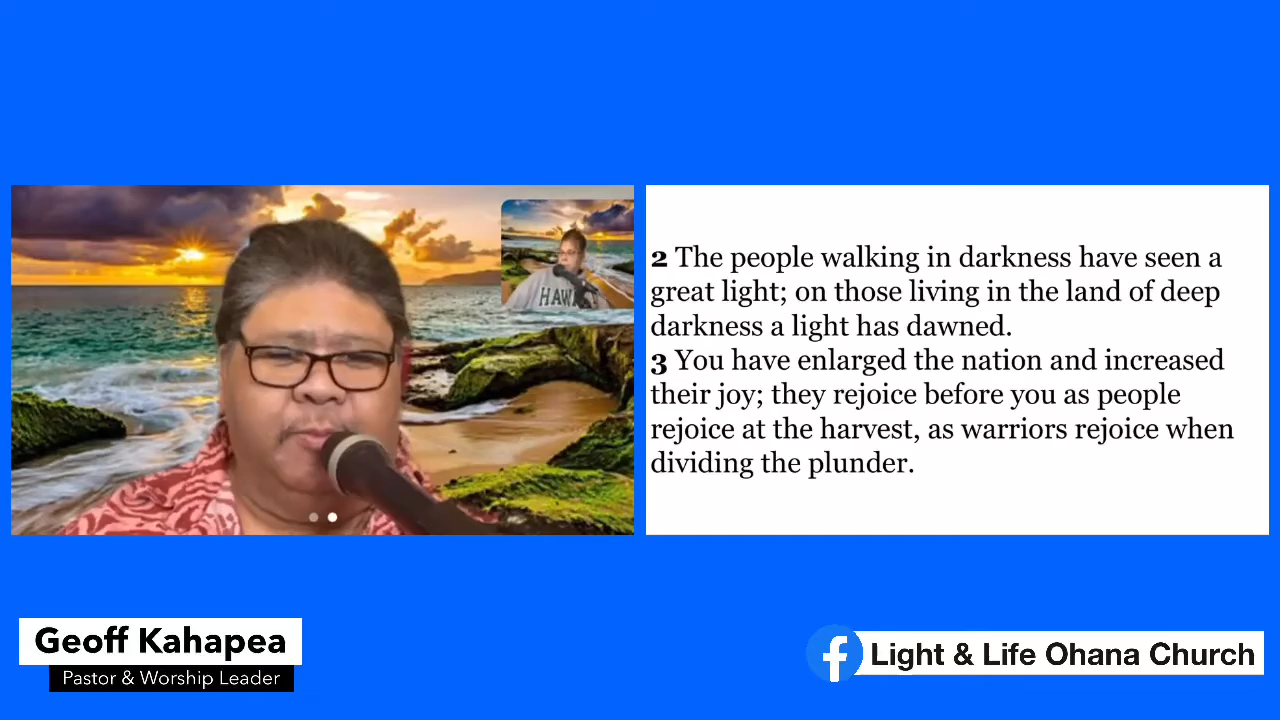 HAW
2 The people walking in darkness have seen a
great light; on those living in the land of deep
darkness a light has dawned.
3 You have enlarged the nation and increased
their joy; they rejoice before you as people
rejoice at the harvest, as warriors rejoice when
dividing the plunder.
Geoff Kahapea
Pastor & Worship Leader
Light & Life Ohana Church